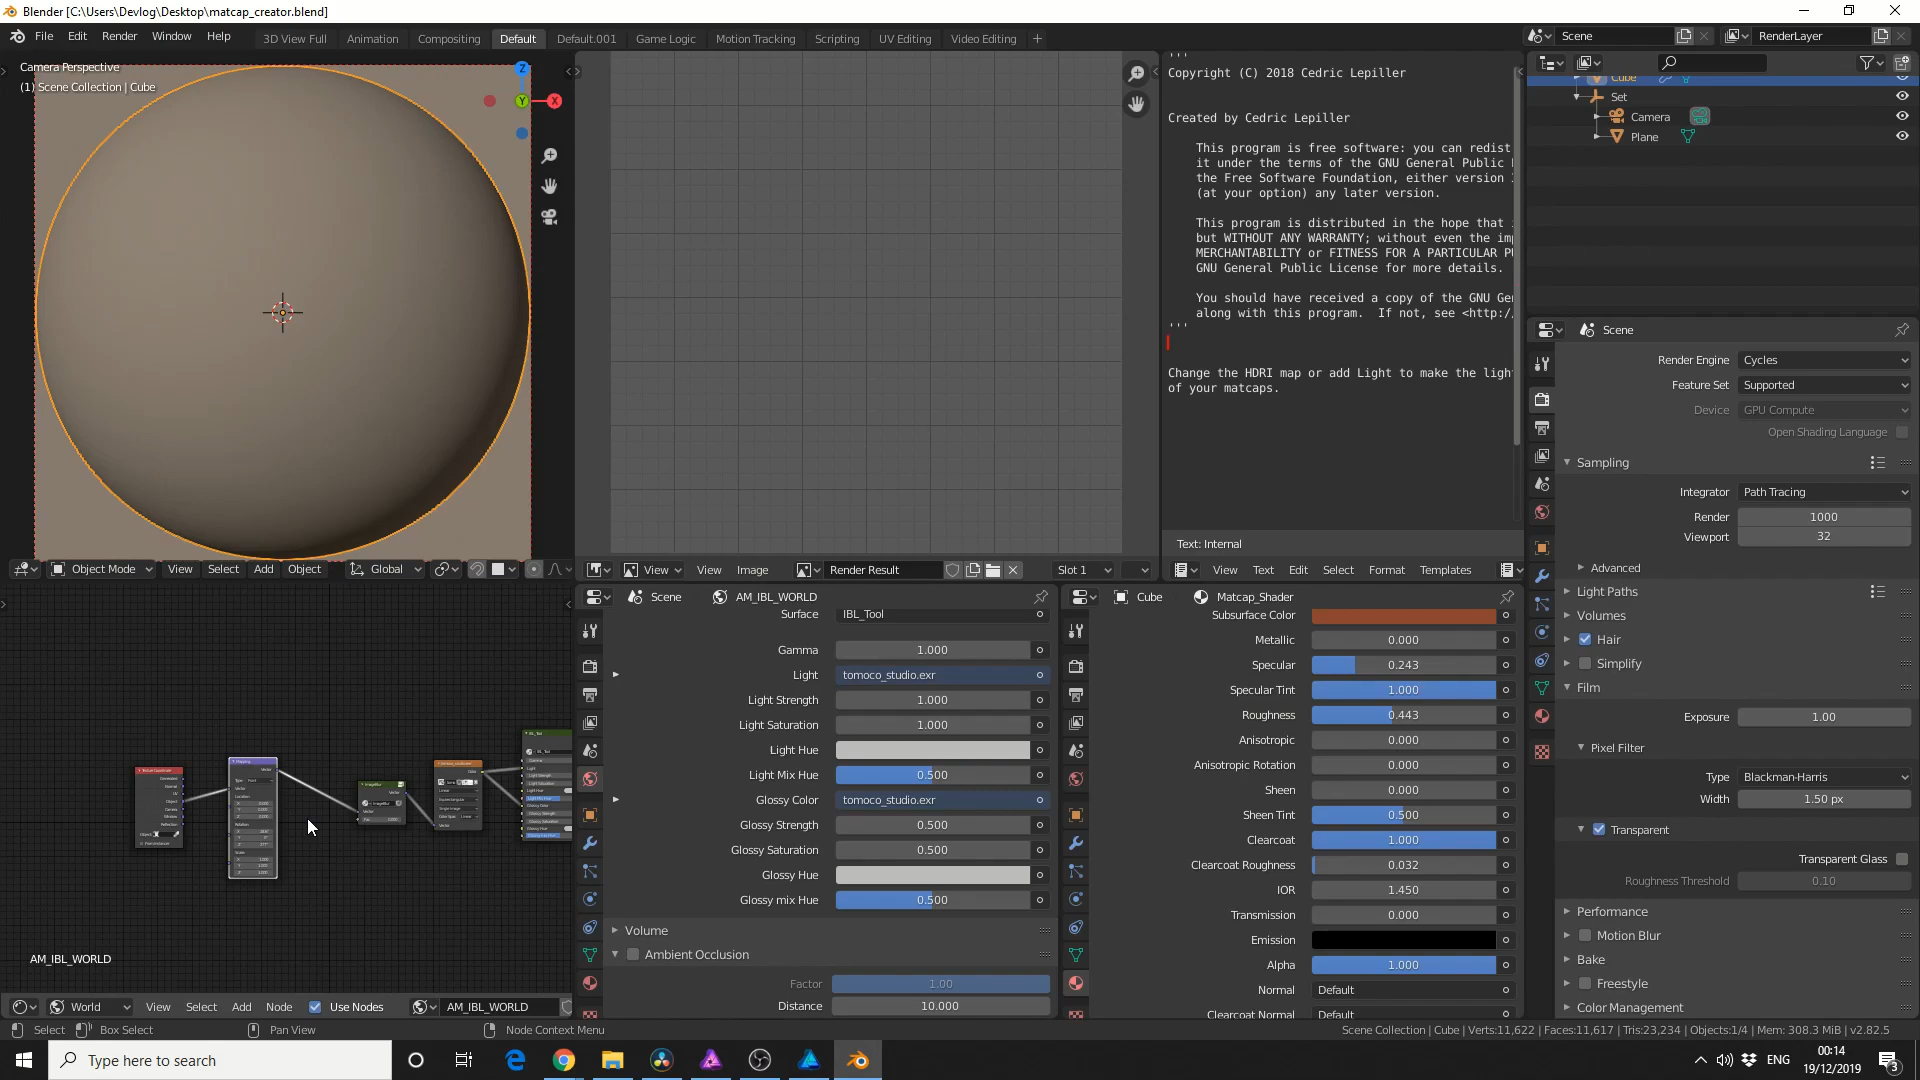 Blender [C:\Users\Devlog\Desktop\matcap_creator.blend]
File Edit Render Window Help
3D View Full Animation Compositing Default Default.001 Game Logic Motion Tracking Scripting UV Editing Video Editing +
Scene RenderLayer
Camera Perspective
(1) Scene Collection | Cube
Z
Y
X
'''
Copyright (C) 2018 Cedric Lepiller
Created by Cedric Lepiller
This program is free software: you can redist
it under the terms of the GNU General Public
the Free Software Foundation, either version
(at your option) any later version.
This program is distributed in the hope that
but WITHOUT ANY WARRANTY; without even the im
MERCHANTABILITY or FITNESS FOR A PARTICULAR P
GNU General Public License for more details.
You should have received a copy of the GNU Ge
along with this program.  If not, see <http:/
'''
Change the HDRI map or add Light to make the ligh
of your matcaps.
Text: Internal
Cube
Set
Camera
Plane
Scene
Render Engine Cycles
Feature Set Supported
Device GPU Compute
Open Shading Language
Sampling
Integrator Path Tracing
Render 1000
Viewport 32
Advanced
Light Paths
Volumes
Hair
Simplify
Film
Exposure 1.00
Pixel Filter
Type Blackman-Harris
Width 1.50 px
Transparent
Transparent Glass
Roughness Threshold 0.10
Performance
Motion Blur
Bake
Freestyle
Color Management
Object Mode View Select Add Object Global
View View Image Render Result Slot 1
View Text Edit Select Format Templates
Scene AM_IBL_WORLD
Surface IBL_Tool
Gamma 1.000
Light tomoco_studio.exr
Light Strength 1.000
Light Saturation 1.000
Light Hue
Light Mix Hue 0.500
Glossy Color tomoco_studio.exr
Glossy Strength 0.500
Glossy Saturation 0.500
Glossy Hue
Glossy mix Hue 0.500
Volume
Ambient Occlusion
Factor 1.00
Distance 10.000
Cube Matcap_Shader
Subsurface Color
Metallic 0.000
Specular 0.243
Specular Tint 1.000
Roughness 0.443
Anisotropic 0.000
Anisotropic Rotation 0.000
Sheen 0.000
Sheen Tint 0.500
Clearcoat 1.000
Clearcoat Roughness 0.032
IOR 1.450
Transmission 0.000
Emission
Alpha 1.000
Normal Default
Clearcoat Normal Default
AM_IBL_WORLD
World View Select Add Node Use Nodes AM_IBL_WORLD
Select Box Select Pan View Node Context Menu
Scene Collection | Cube | Verts:11,622 | Faces:11,617 | Tris:23,234 | Objects:1/4 | Mem: 308.3 MiB | v2.82.5
Type here to search
ENG
00:14
19/12/2019
3